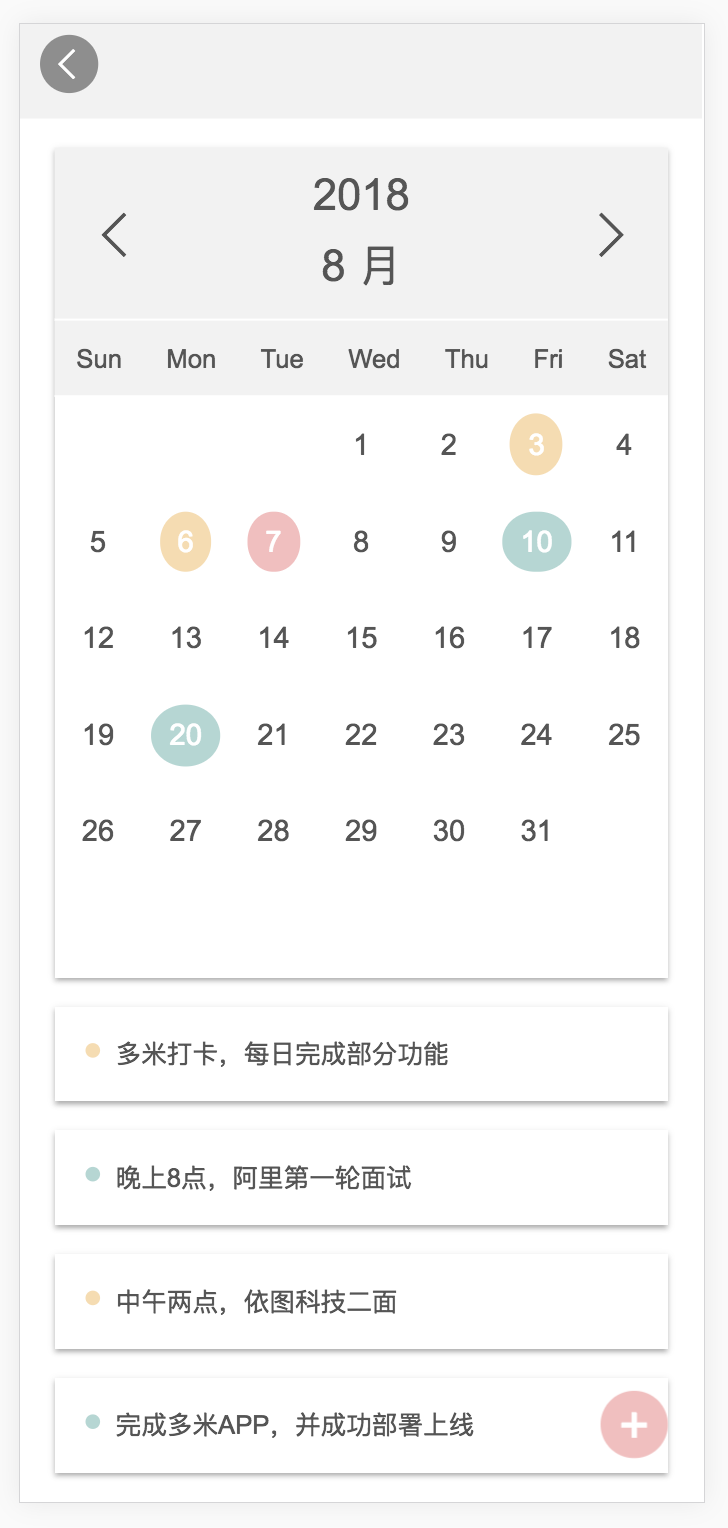 2018
8 月
Sun Mon Tue Wed Thu Fri Sat
1 2 3 4
5 6 7 8 9 10 11
12 13 14 15 16 17 18
19 20 21 22 23 24 25
26 27 28 29 30 31
多米打卡，每日完成部分功能
晚上8点，阿里第一轮面试
中午两点，依图科技二面
完成多米APP，并成功部署上线